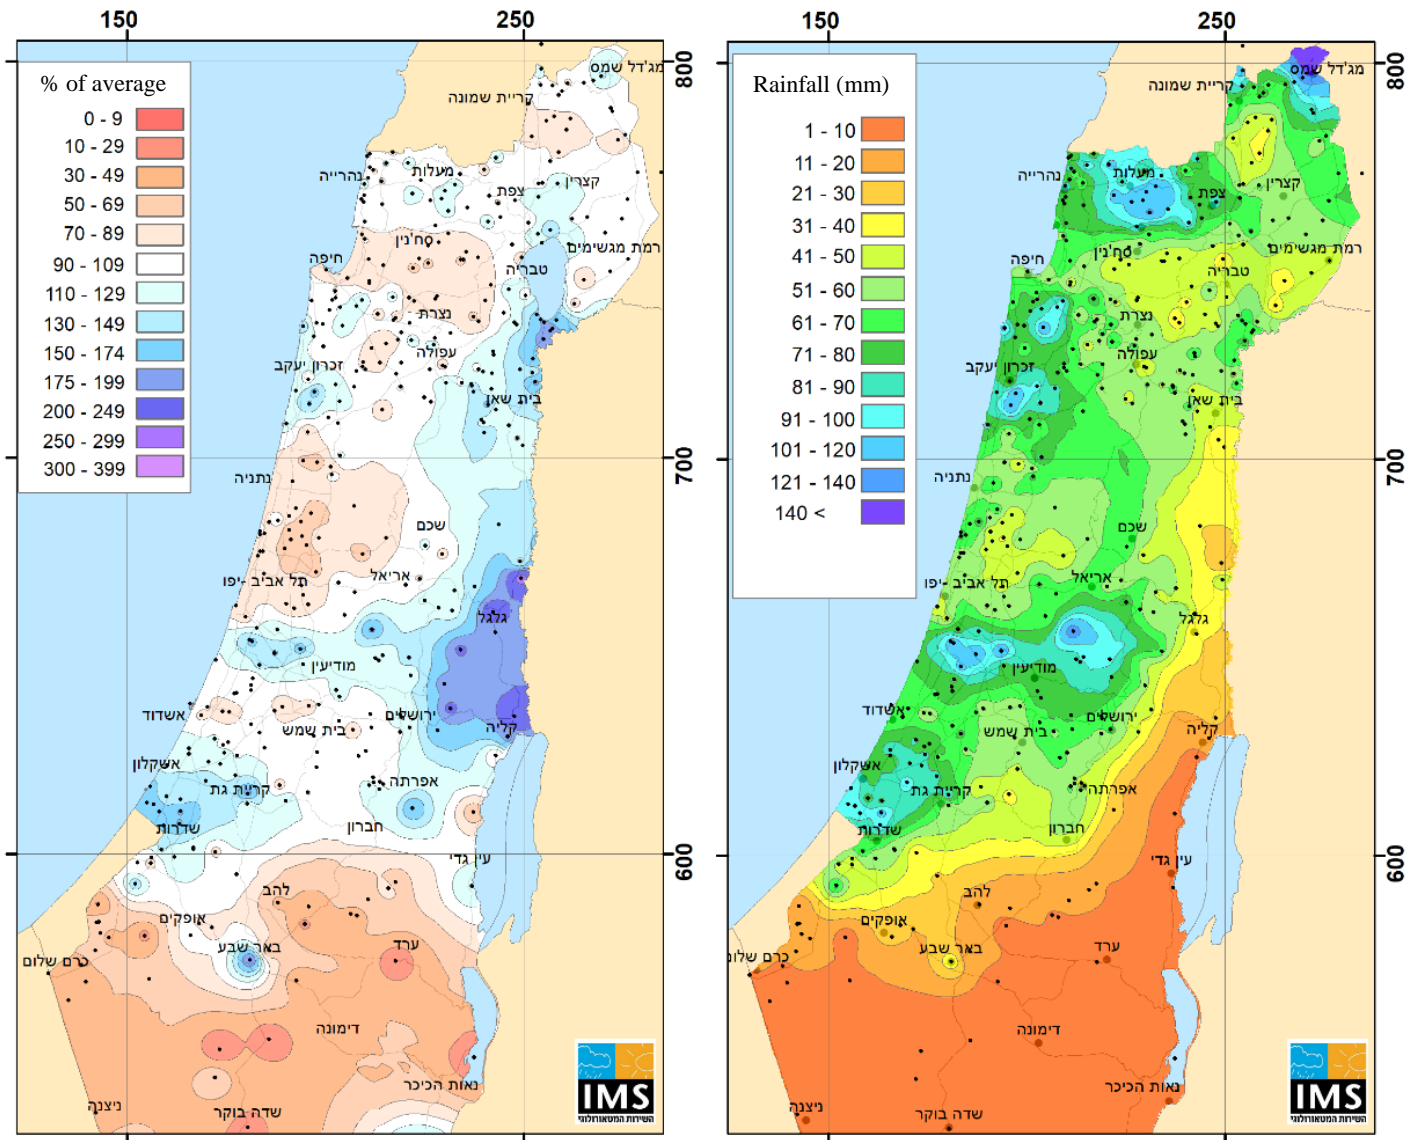 150
250
800
700
600
% of average
0 - 9
10 - 29
30 - 49
50 - 69
70 - 89
90 - 109
110 - 129
130 - 149
150 - 174
175 - 199
200 - 249
250 - 299
300 - 399
מג'דל שמס
קריית שמונה
מעלות
נהרייה
צפת
קצרין
סח'נין
רמת מגשימים
חיפה
טבריה
נצרת
עפולה
זכרון יעקב
בית שאן
נתניה
שכם
אריאל
תל אביב -יפו
גלגל
מודיעין
אשדוד
ירושלים
קליה
בית שמש
אשקלון
קריית גת
אפרתה
שדרות
חברון
עין גדי
להב
אופקים
באר שבע
ערד
כרם שלום
דימונה
נאות הכיכר
ניצנה
שדה בוקר
IMS
השירות המטאורולוגי
150
250
800
700
600
Rainfall (mm)
1 - 10
11 - 20
21 - 30
31 - 40
41 - 50
51 - 60
61 - 70
71 - 80
81 - 90
91 - 100
101 - 120
121 - 140
140 <
מג'דל שמס
קריית שמונה
מעלות
נהרייה
צפת
קצרין
סח'נין
רמת מגשימים
חיפה
טבריה
נצרת
עפולה
זכרון יעקב
בית שאן
נתניה
שכם
אריאל
תל אביב -יפו
גלגל
מודיעין
אשדוד
ירושלים
קליה
בית שמש
אשקלון
קריית גת
אפרתה
שדרות
חברון
עין גדי
להב
אופקים
באר שבע
ערד
כרם שלום
דימונה
נאות הכיכר
ניצנה
שדה בוקר
IMS
השירות המטאורולוגי